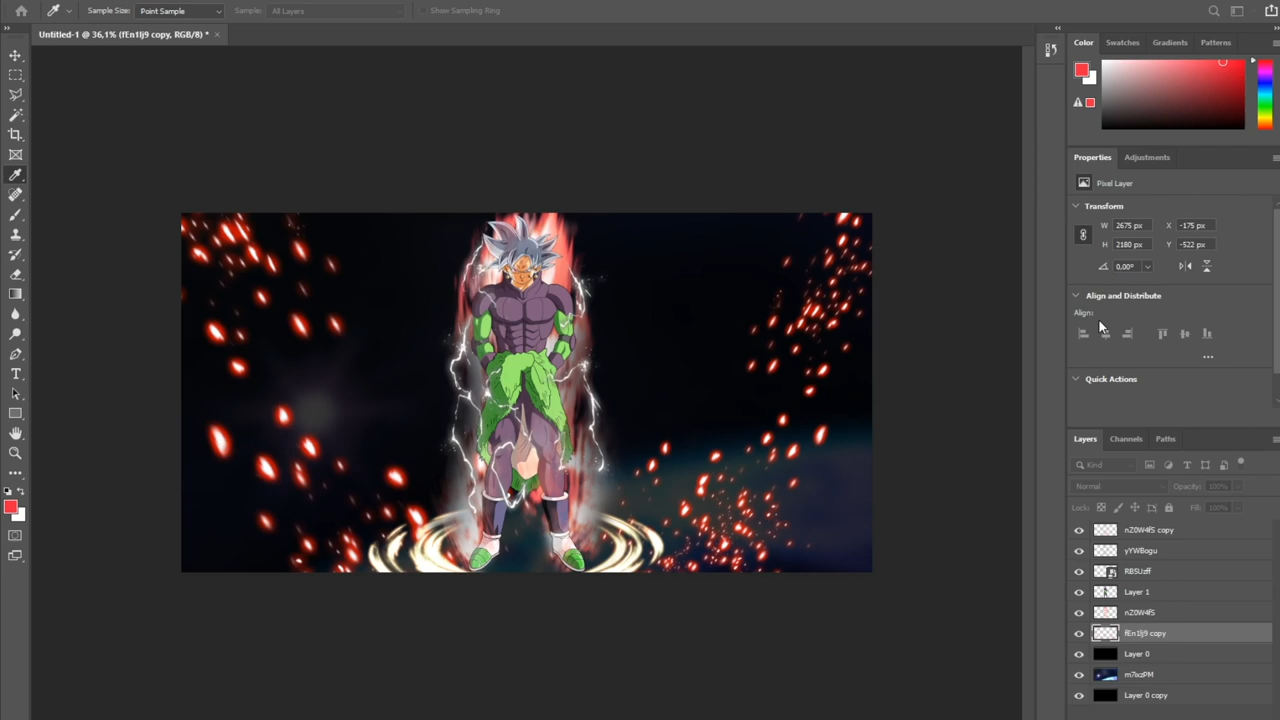 Sample Size: Point Sample Sample: All Layers Show Sampling Ring
Untitled-1 @ 36,1% (fEn1lj9 copy, RGB/8) * ×
Color Swatches Gradients Patterns
Properties Adjustments
Pixel Layer
Transform
W 2675 px X -175 px
H 2180 px Y -522 px
0,00°
Align and Distribute
Align:
Quick Actions
Layers Channels Paths
Kind
Normal Opacity: 100%
Lock: Fill: 100%
nZ0W4fS copy
yYWBogu
RBSUzff
Layer 1
nZ0W4fS
fEn1lj9 copy
Layer 0
m7ixzPM
Layer 0 copy